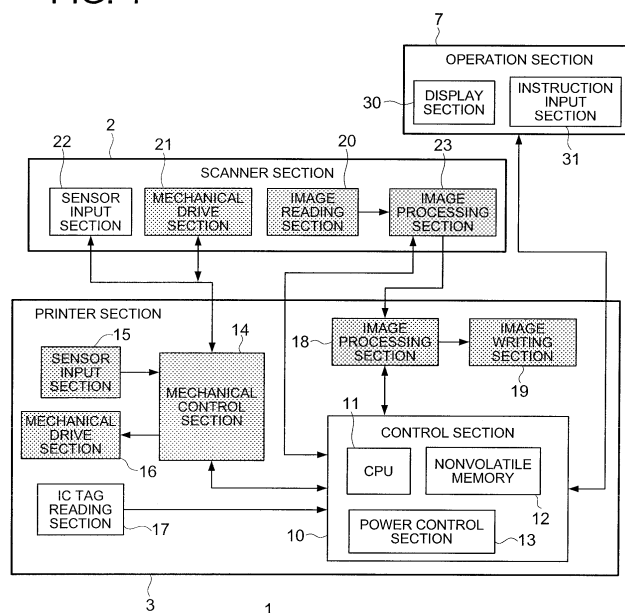 7
OPERATION SECTION
30
DISPLAY
SECTION
INSTRUCTION
INPUT
SECTION
31
2
22
21
20
23
SCANNER SECTION
SENSOR
INPUT
SECTION
MECHANICAL
DRIVE
SECTION
IMAGE
READING
SECTION
IMAGE
PROCESSING
SECTION
PRINTER SECTION
15
SENSOR
INPUT
SECTION
14
MECHANICAL
CONTROL
SECTION
18
IMAGE
PROCESSING
SECTION
IMAGE
WRITING
SECTION
19
MECHANICAL
DRIVE
SECTION
16
IC TAG
READING
SECTION
17
CONTROL SECTION
11
CPU
NONVOLATILE
MEMORY
12
10
POWER CONTROL
SECTION
13
3
1